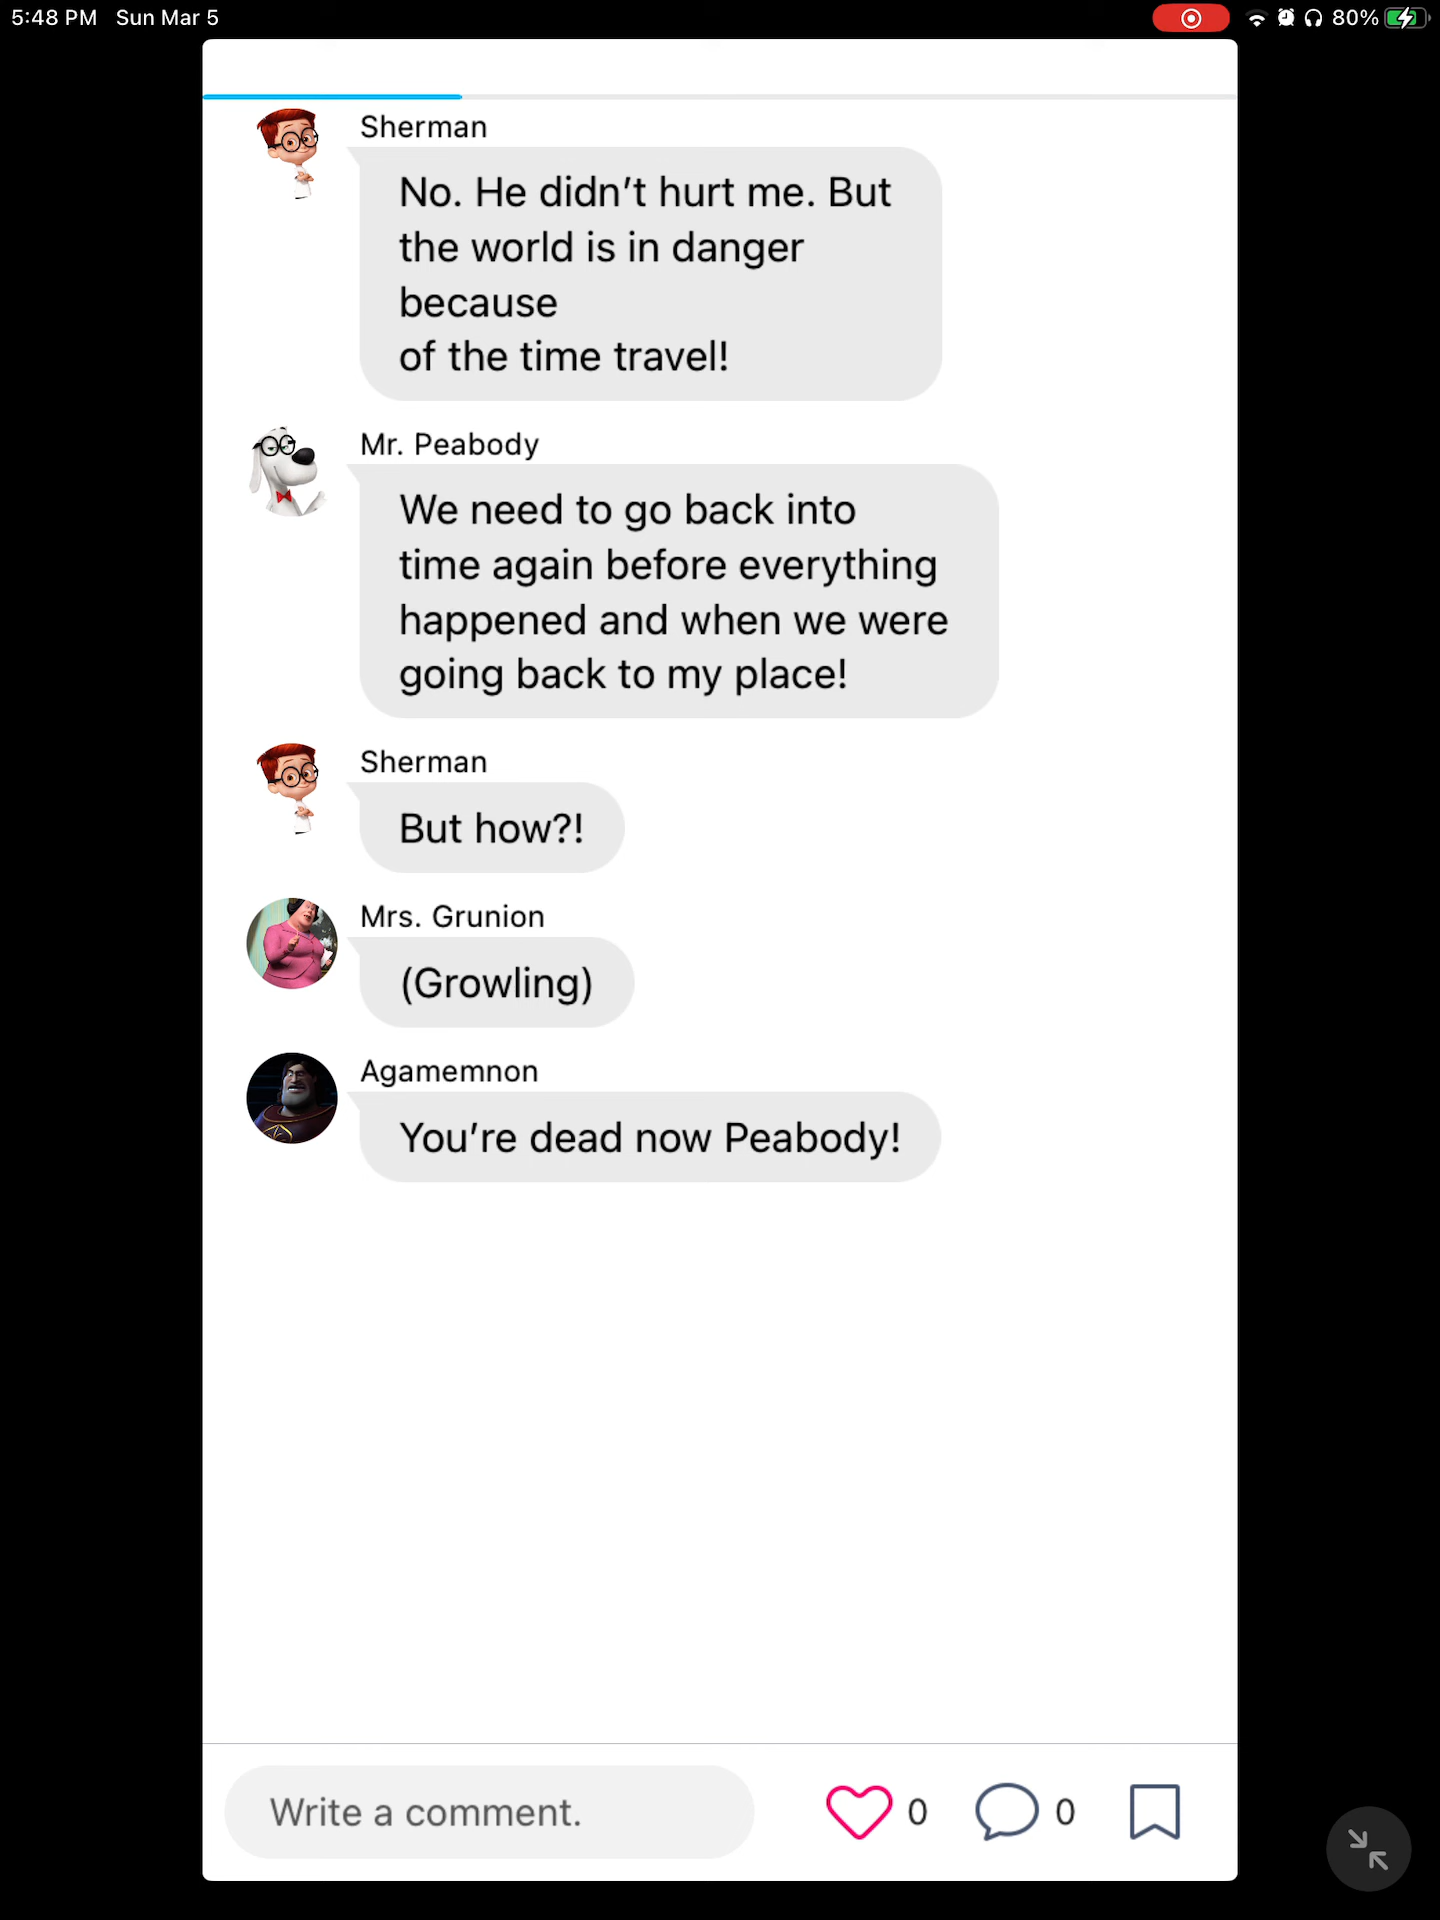 5:48 PM Sun Mar 5
80%
Sherman
No. He didn't hurt me. But
the world is in danger
because
of the time travel!
Mr. Peabody
We need to go back into
time again before everything
happened and when we were
going back to my place!
Sherman
But how?!
Mrs. Grunion
(Growling)
Agamemnon
You're dead now Peabody!
Write a comment.
0
0